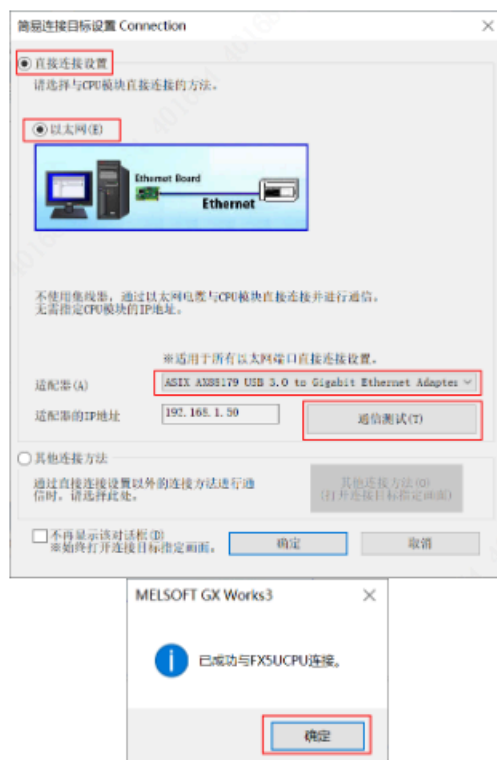 简易连接目标设置 Connection
直接连接设置
请选择与CPU模块直接连接的方法。
以太网(E)
Ethernet Board
Ethernet
不使用集线器，通过以太网电缆与CPU模块直接连接并进行通信。
无需指定CPU模块的IP地址。
※适用于所有以太网端口直接连接设置。
适配器(A)
ASIX AX88179 USB 3.0 to Gigabit Ethernet Adapter
适配器的IP地址
192.168.1.50
通信测试(T)
其他连接方法
通过直接连接设置以外的连接方法进行通
信时，请选择此处。
其他连接方法(O)
(打开连接目标指定画面)
不再显示该对话框(D)
※始终打开连接目标指定画面。
确定
取消
MELSOFT GX Works3
已成功与FX5UCPU连接。
确定